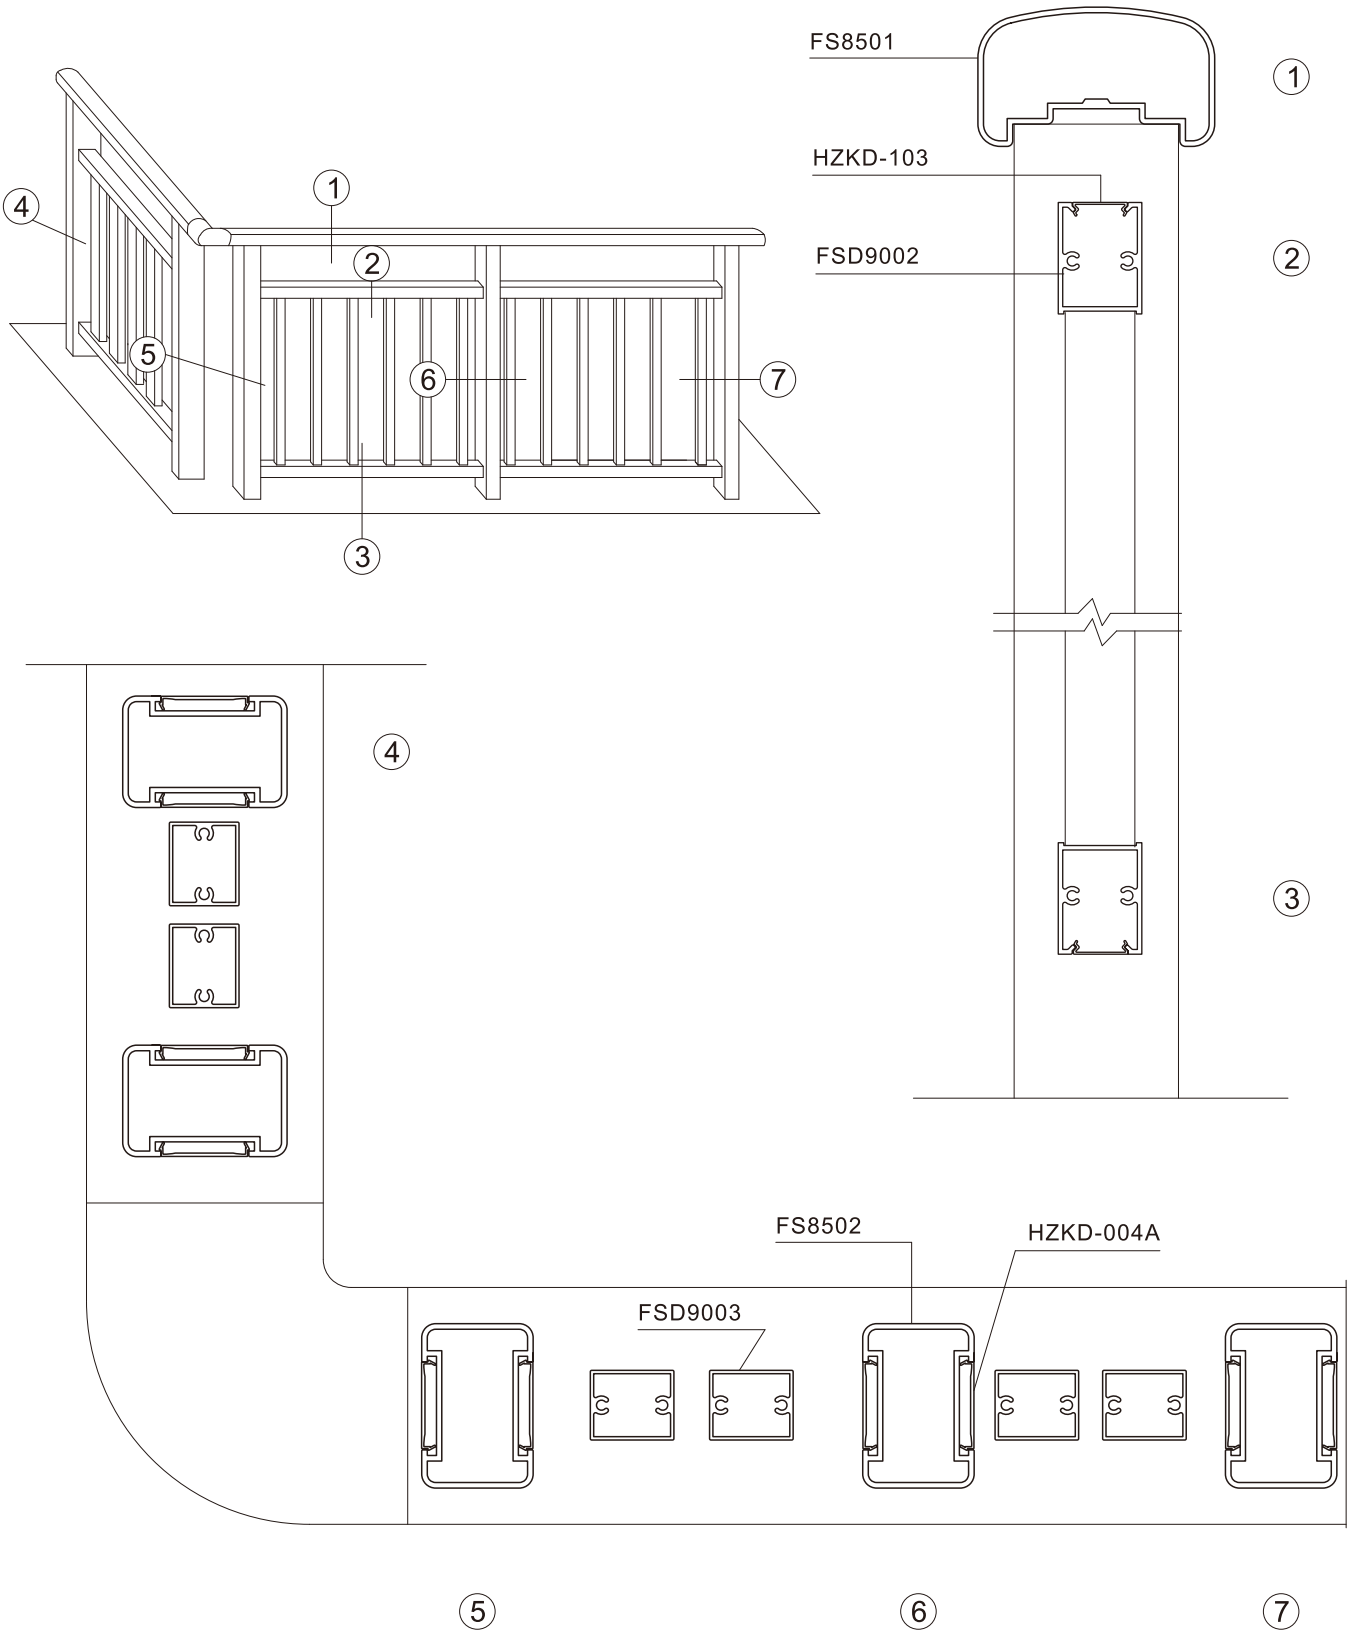 FS8501
①
HZKD-103
④
①
②
FSD9002
②
⑤
⑥
⑦
③
④
③
FS8502
HZKD-004A
FSD9003
⑤
⑥
⑦